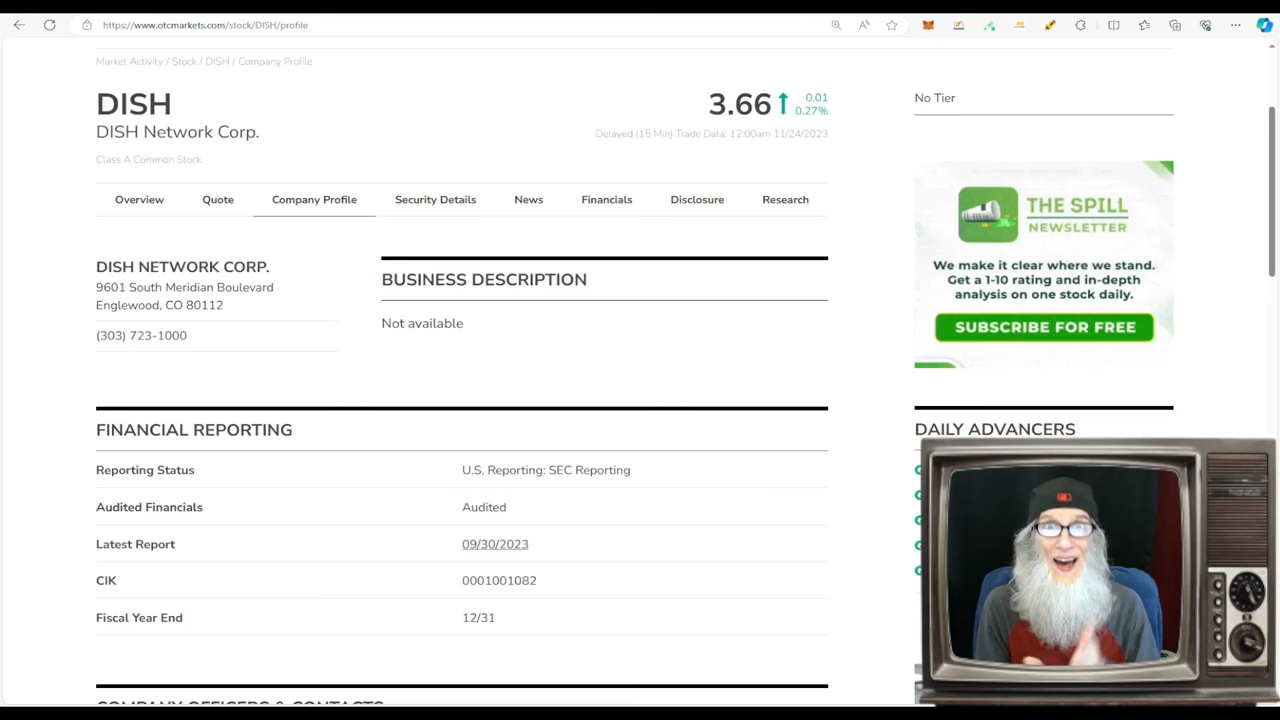 https://www.otcmarkets.com/stock/DISH/profile
Market Activity / Stock / DISH / Company Profile
DISH
3.66
0.01
0.27%
DISH Network Corp.
Delayed (15 Min) Trade Data: 12:00am 11/24/2023
Class A Common Stock
No Tier
Overview
Quote
Company Profile
Security Details
News
Financials
Disclosure
Research
THE SPILL
NEWSLETTER
We make it clear where we stand.
Get a 1-10 rating and in-depth
analysis on one stock daily.
SUBSCRIBE FOR FREE
DISH NETWORK CORP.
9601 South Meridian Boulevard
Englewood, CO 80112
(303) 723-1000
BUSINESS DESCRIPTION
Not available
FINANCIAL REPORTING
Reporting Status
U.S. Reporting: SEC Reporting
Audited Financials
Audited
Latest Report
09/30/2023
CIK
0001001082
Fiscal Year End
12/31
DAILY ADVANCERS
COMPANY OFFICERS & CONTACTS